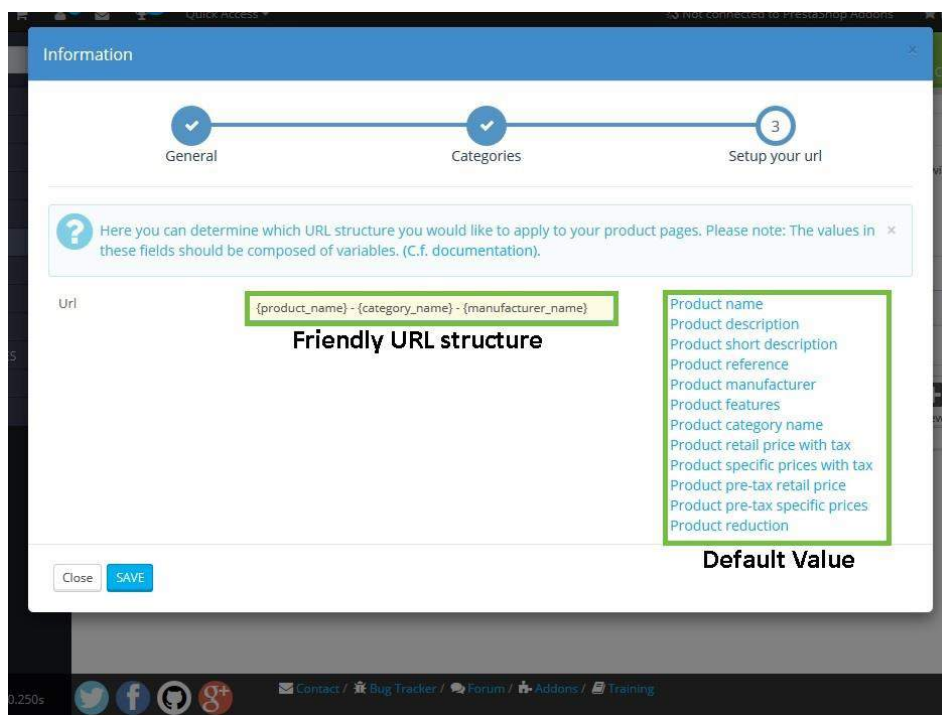 Quick Access
Not connected to PrestaShop Addons
Information
×
3
General
Categories
Setup your url
Here you can determine which URL structure you would like to apply to your product pages. Please note: The values in ×
these fields should be composed of variables. (C.f. documentation).
Url
{product_name} - {category_name} - {manufacturer_name}
Friendly URL structure
Product name
Product description
Product short description
Product reference
Product manufacturer
Product features
Product category name
Product retail price with tax
Product specific prices with tax
Product pre-tax retail price
Product pre-tax specific prices
Product reduction
Default Value
Close
SAVE
0.250s
Contact / Bug Tracker / Forum / Addons / Training